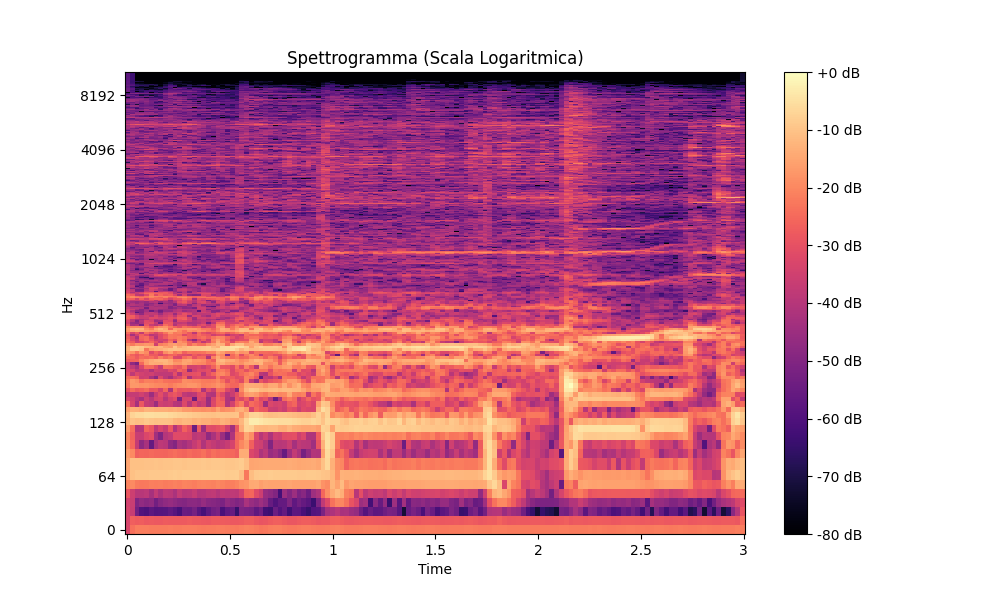 Spettrogramma (Scala Logaritmica)
Hz
8192
4096
2048
1024
512
256
128
64
0
0 0.5 1 1.5 2 2.5 3
Time
+0 dB
-10 dB
-20 dB
-30 dB
-40 dB
-50 dB
-60 dB
-70 dB
-80 dB